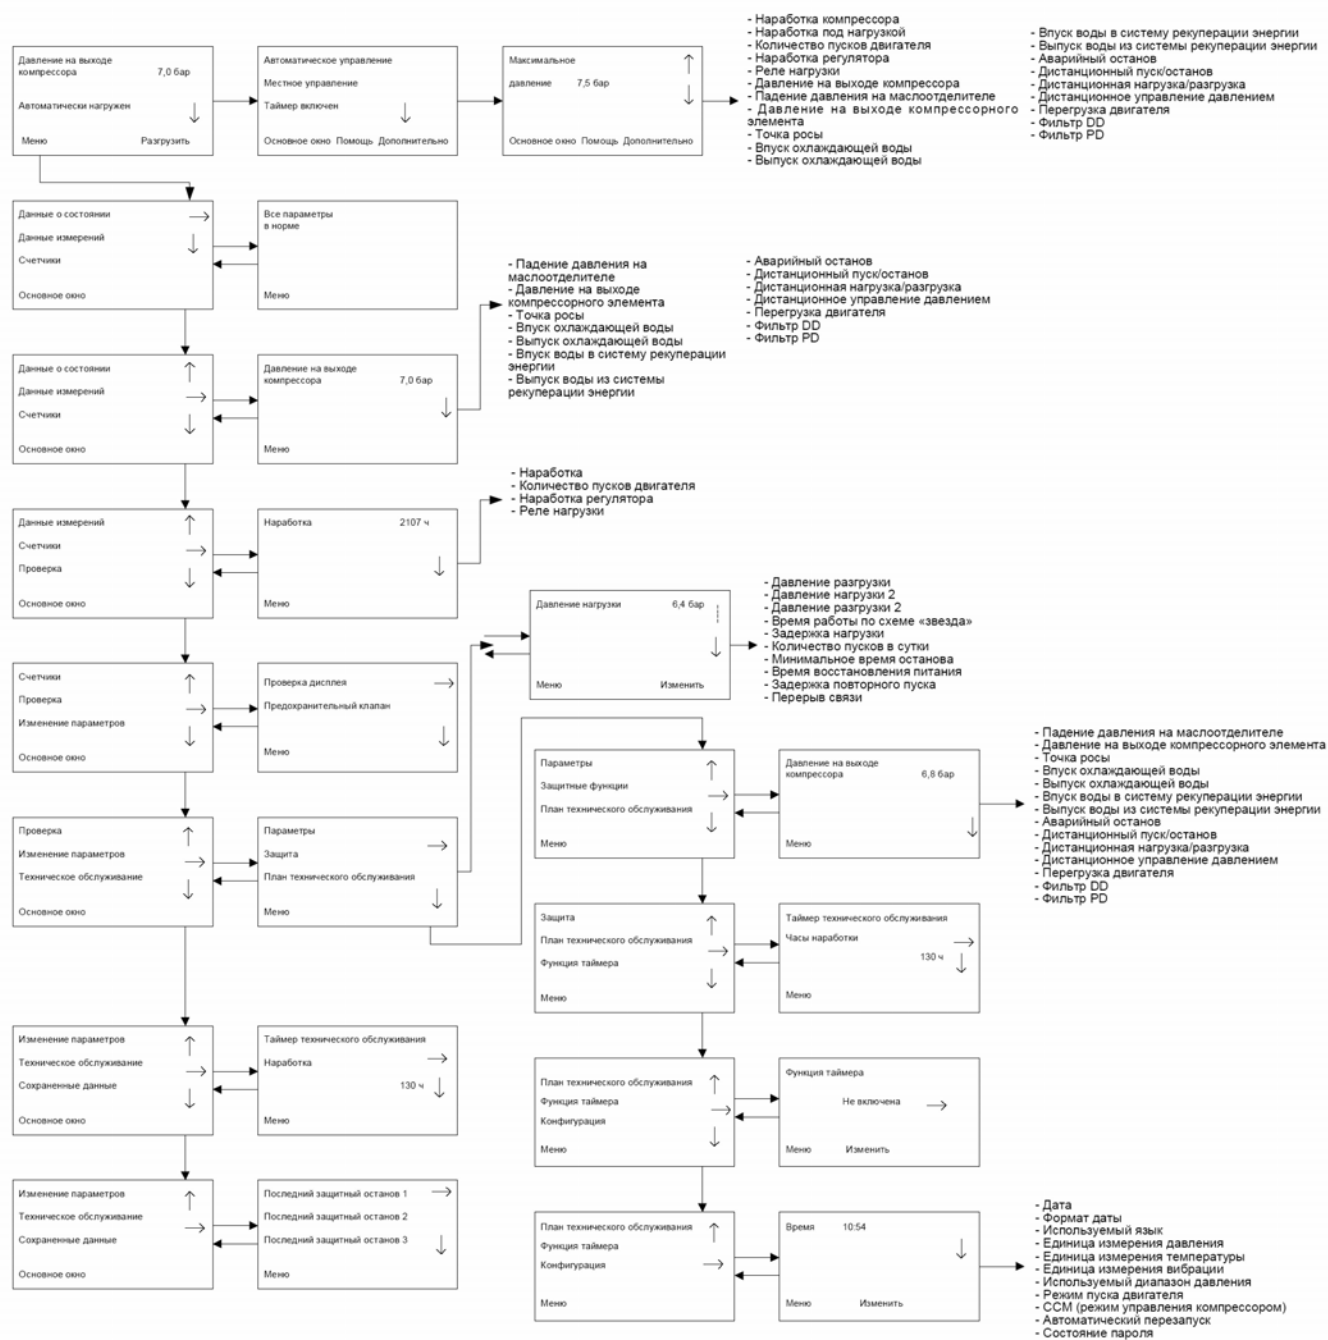 Давление на выходе
компрессора 7,0 бар
Автоматически нагружен
Меню Разгрузить
Автоматическое управление
Местное управление
Таймер включен
Основное окно Помощь Дополнительно
Максимальное
давление 7,5 бар
Основное окно Помощь Дополнительно
- Наработка компрессора
- Наработка под нагрузкой
- Количество пусков двигателя
- Наработка регулятора
- Реле нагрузки
- Давление на выходе компрессора
- Падение давления на маслоотделителе
- Давление на выходе компрессорного
элемента
- Точка росы
- Впуск охлаждающей воды
- Выпуск охлаждающей воды
- Впуск воды в систему рекуперации энергии
- Выпуск воды из системы рекуперации энергии
- Аварийный останов
- Дистанционный пуск/останов
- Дистанционная нагрузка/разгрузка
- Дистанционное управление давлением
- Перегрузка двигателя
- Фильтр DD
- Фильтр PD
Данные о состоянии
Данные измерений
Счетчики
Основное окно
Все параметры
в норме
Меню
Данные о состоянии
Данные измерений
Счетчики
Основное окно
Давление на выходе
компрессора 7,0 бар
Меню
- Падение давления на
маслоотделителе
- Давление на выходе
компрессорного элемента
- Точка росы
- Впуск охлаждающей воды
- Выпуск охлаждающей воды
- Впуск воды в систему рекуперации
энергии
- Выпуск воды из системы
рекуперации энергии
- Аварийный останов
- Дистанционный пуск/останов
- Дистанционная нагрузка/разгрузка
- Дистанционное управление давлением
- Перегрузка двигателя
- Фильтр DD
- Фильтр PD
Данные измерений
Счетчики
Проверка
Основное окно
Наработка 2107 ч
Меню
- Наработка
- Количество пусков двигателя
- Наработка регулятора
- Реле нагрузки
Счетчики
Проверка
Изменение параметров
Основное окно
Проверка дисплея
Предохранительный клапан
Меню
Давление нагрузки 6,4 бар
Меню Изменить
- Давление разгрузки
- Давление нагрузки 2
- Давление разгрузки 2
- Время работы по схеме «звезда»
- Задержка нагрузки
- Количество пусков в сутки
- Минимальное время останова
- Время восстановления питания
- Задержка повторного пуска
- Перерыв связи
Проверка
Изменение параметров
Техническое обслуживание
Основное окно
Параметры
Защита
План технического обслуживания
Меню
Параметры
Защитные функции
План технического обслуживания
Меню
Давление на выходе
компрессора 6,8 бар
Меню
- Падение давления на маслоотделителе
- Давление на выходе компрессорного элемента
- Точка росы
- Впуск охлаждающей воды
- Выпуск охлаждающей воды
- Впуск воды в систему рекуперации энергии
- Выпуск воды из системы рекуперации энергии
- Аварийный останов
- Дистанционный пуск/останов
- Дистанционная нагрузка/разгрузка
- Дистанционное управление давлением
- Перегрузка двигателя
- Фильтр DD
- Фильтр PD
Защита
План технического обслуживания
Функция таймера
Меню
Таймер технического обслуживания
Часы наработки
130 ч
Меню
Изменение параметров
Техническое обслуживание
Сохраненные данные
Основное окно
Таймер технического обслуживания
Наработка
130 ч
Меню
План технического обслуживания
Функция таймера
Конфигурация
Меню
Функция таймера
Не включена
Меню Изменить
Изменение параметров
Техническое обслуживание
Сохраненные данные
Основное окно
Последний защитный останов 1
Последний защитный останов 2
Последний защитный останов 3
Меню
План технического обслуживания
Функция таймера
Конфигурация
Меню
Время 10:54
Меню Изменить
- Дата
- Формат даты
- Используемый язык
- Единица измерения давления
- Единица измерения температуры
- Единица измерения вибрации
- Используемый диапазон давления
- Режим пуска двигателя
- ССМ (режим управления компрессором)
- Автоматический перезапуск
- Состояние пароля